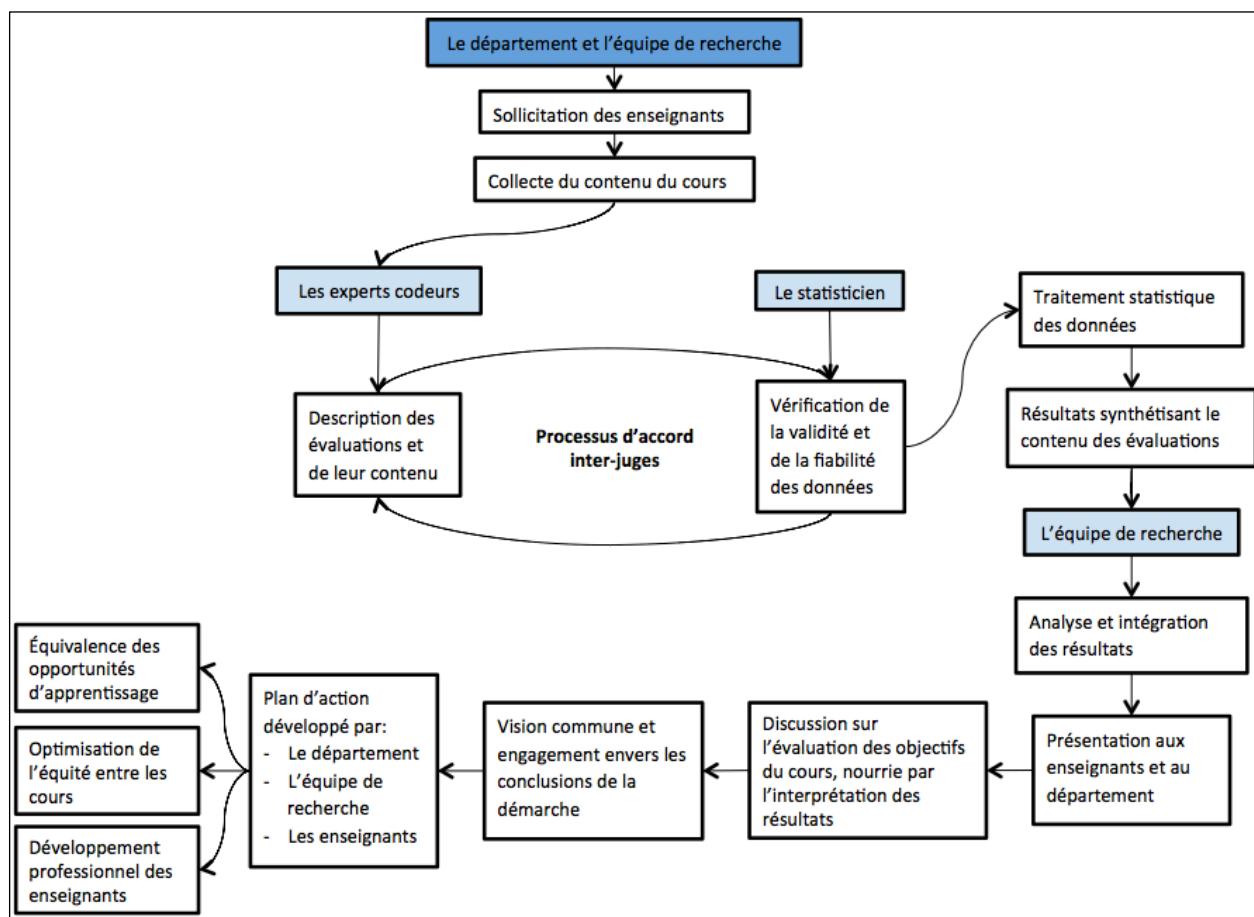 Le département et l’équipe de recherche
Sollicitation des enseignants
Collecte du contenu du cours
Les experts codeurs
Le statisticien
Traitement statistique
des données
Description des
évaluations et
de leur contenu
Processus d’accord
inter-juges
Vérification de
la validité et
de la fiabilité
des données
Résultats synthétisant le
contenu des évaluations
L’équipe de recherche
Analyse et intégration
des résultats
Présentation aux
enseignants et au
département
Discussion sur
l’évaluation des objectifs
du cours, nourrie par
l’interprétation des
résultats
Vision commune et
engagement envers les
conclusions de la
démarche
Plan d’action
développé par:
- Le département
- L’équipe de
recherche
- Les enseignants
Équivalence des
opportunités
d’apprentissage
Optimisation de
l’équité entre les
cours
Développement
professionnel des
enseignants